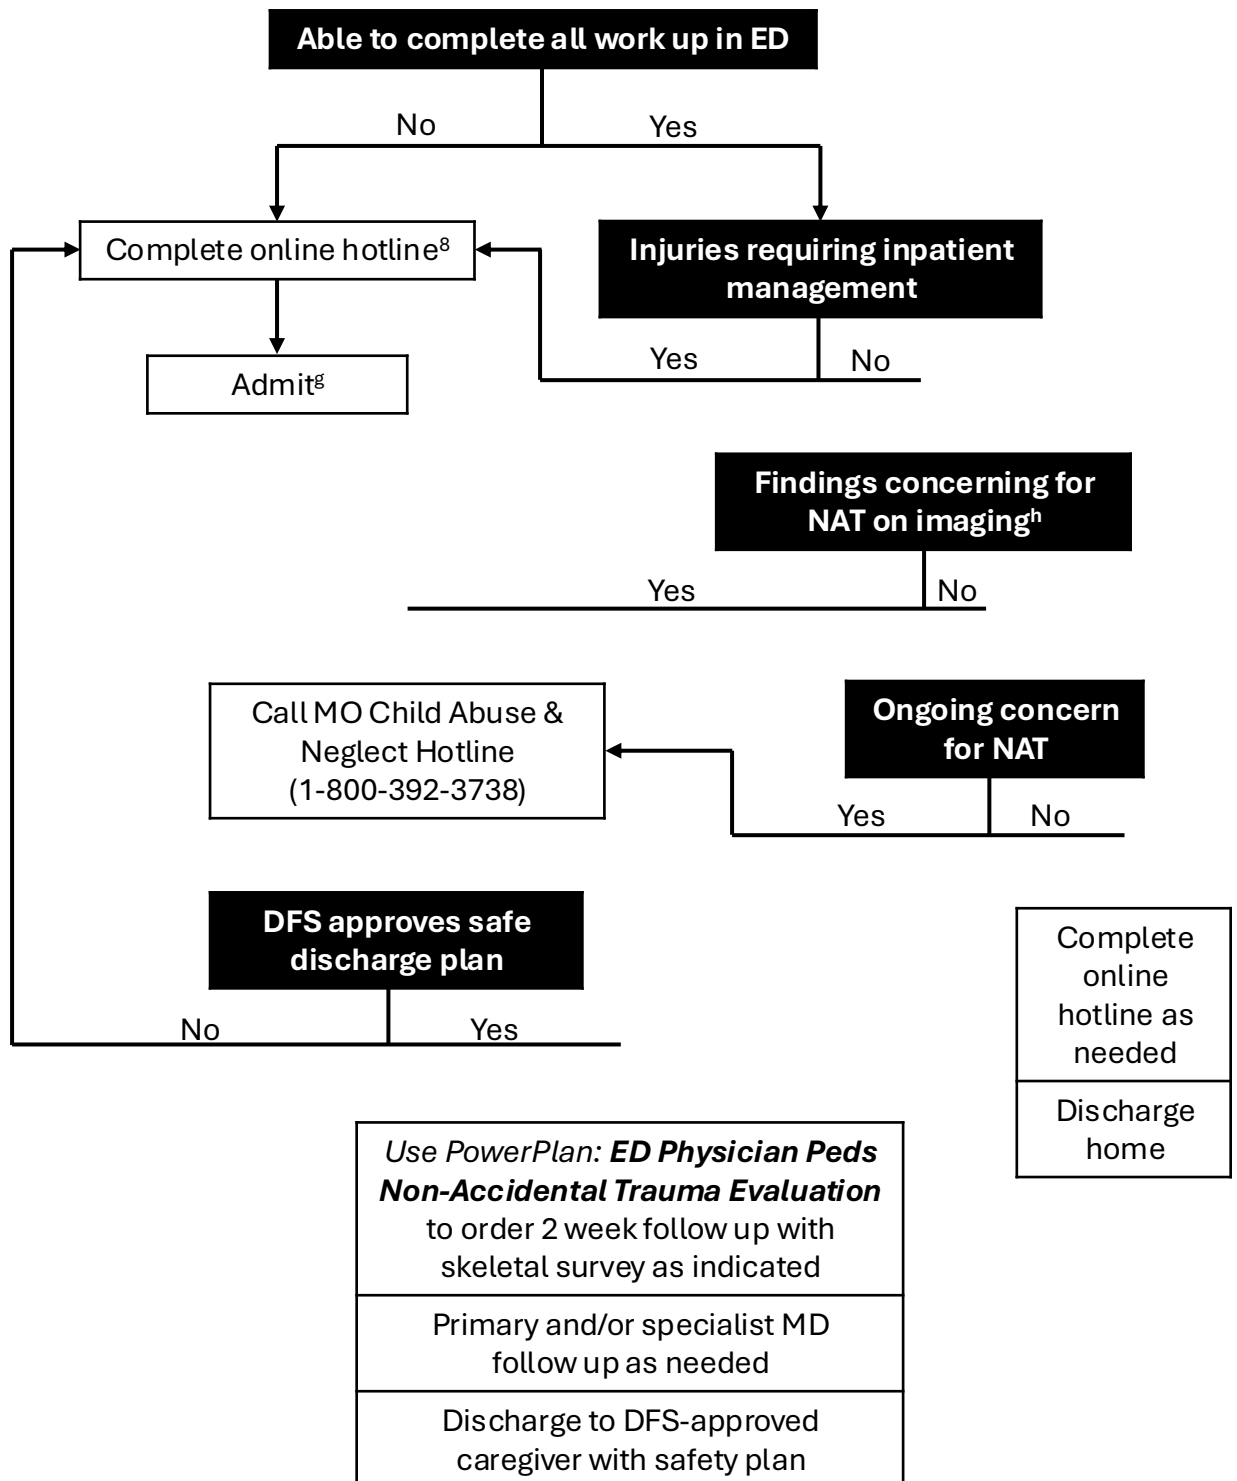 Able to complete all work up in ED
No
Yes
Complete online hotline⁸
Injuries requiring inpatient
management
Yes
No
Admitᵍ
Findings concerning for
NAT on imagingʰ
Yes
No
Call MO Child Abuse &
Neglect Hotline
(1-800-392-3738)
Ongoing concern
for NAT
Yes
No
DFS approves safe
discharge plan
No
Yes
Complete
online
hotline as
needed
Discharge
home
Use PowerPlan: ED Physician Peds
Non-Accidental Trauma Evaluation
to order 2 week follow up with
skeletal survey as indicated
Primary and/or specialist MD
follow up as needed
Discharge to DFS-approved
caregiver with safety plan